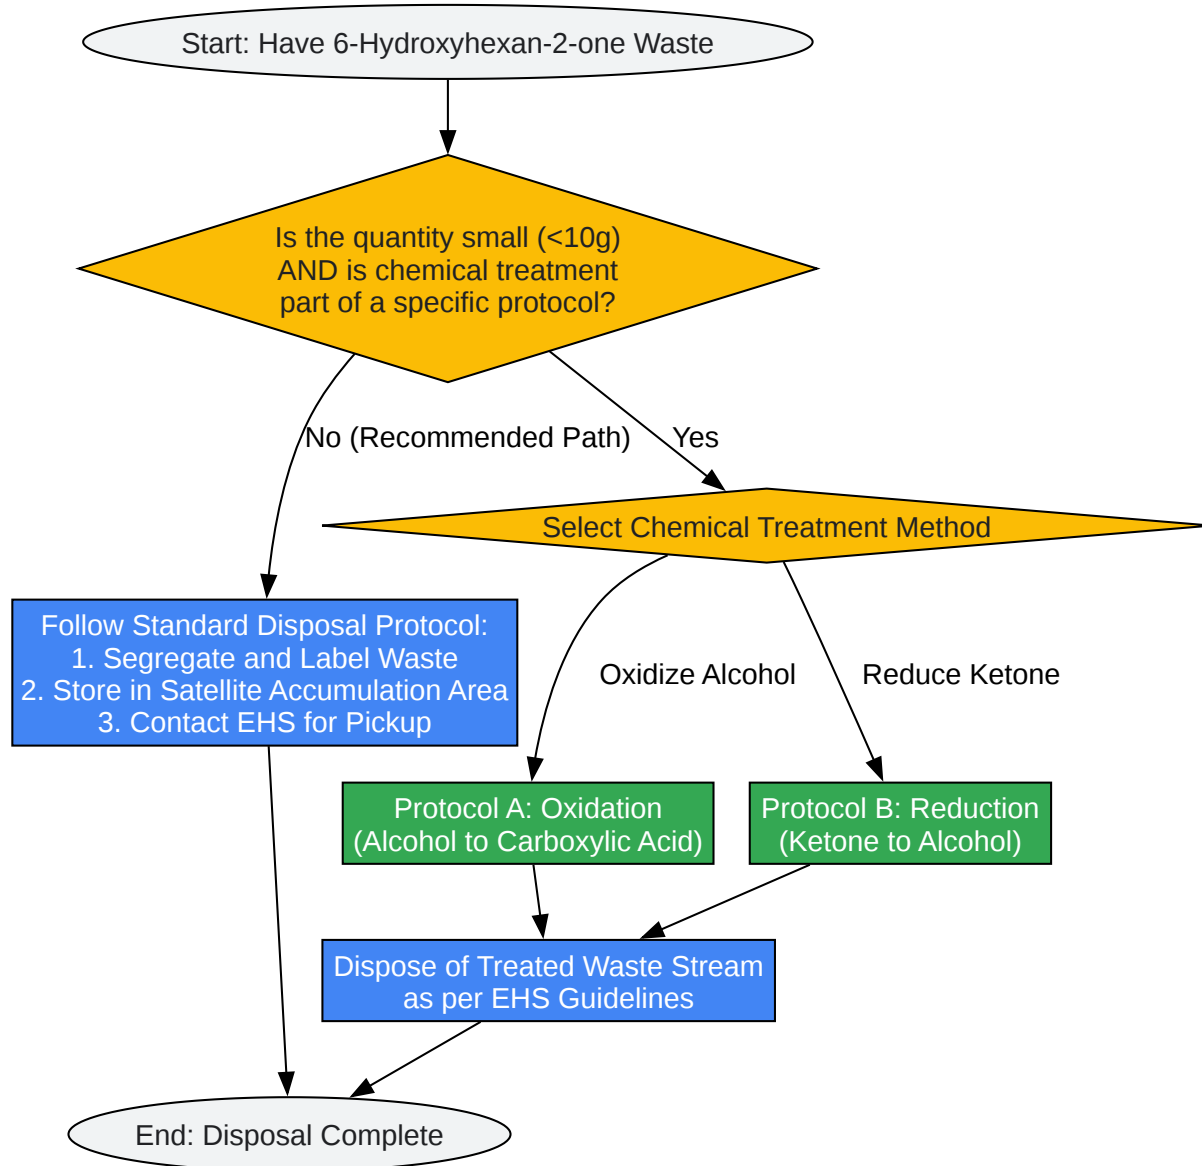 Start: Have 6-Hydroxyhexan-2-one Waste
Is the quantity small (<10g)
AND is chemical treatment
part of a specific protocol?
No (Recommended Path)
Yes
Select Chemical Treatment Method
Follow Standard Disposal Protocol:
1. Segregate and Label Waste
2. Store in Satellite Accumulation Area
3. Contact EHS for Pickup
Oxidize Alcohol
Reduce Ketone
Protocol A: Oxidation
(Alcohol to Carboxylic Acid)
Protocol B: Reduction
(Ketone to Alcohol)
Dispose of Treated Waste Stream
as per EHS Guidelines
End: Disposal Complete